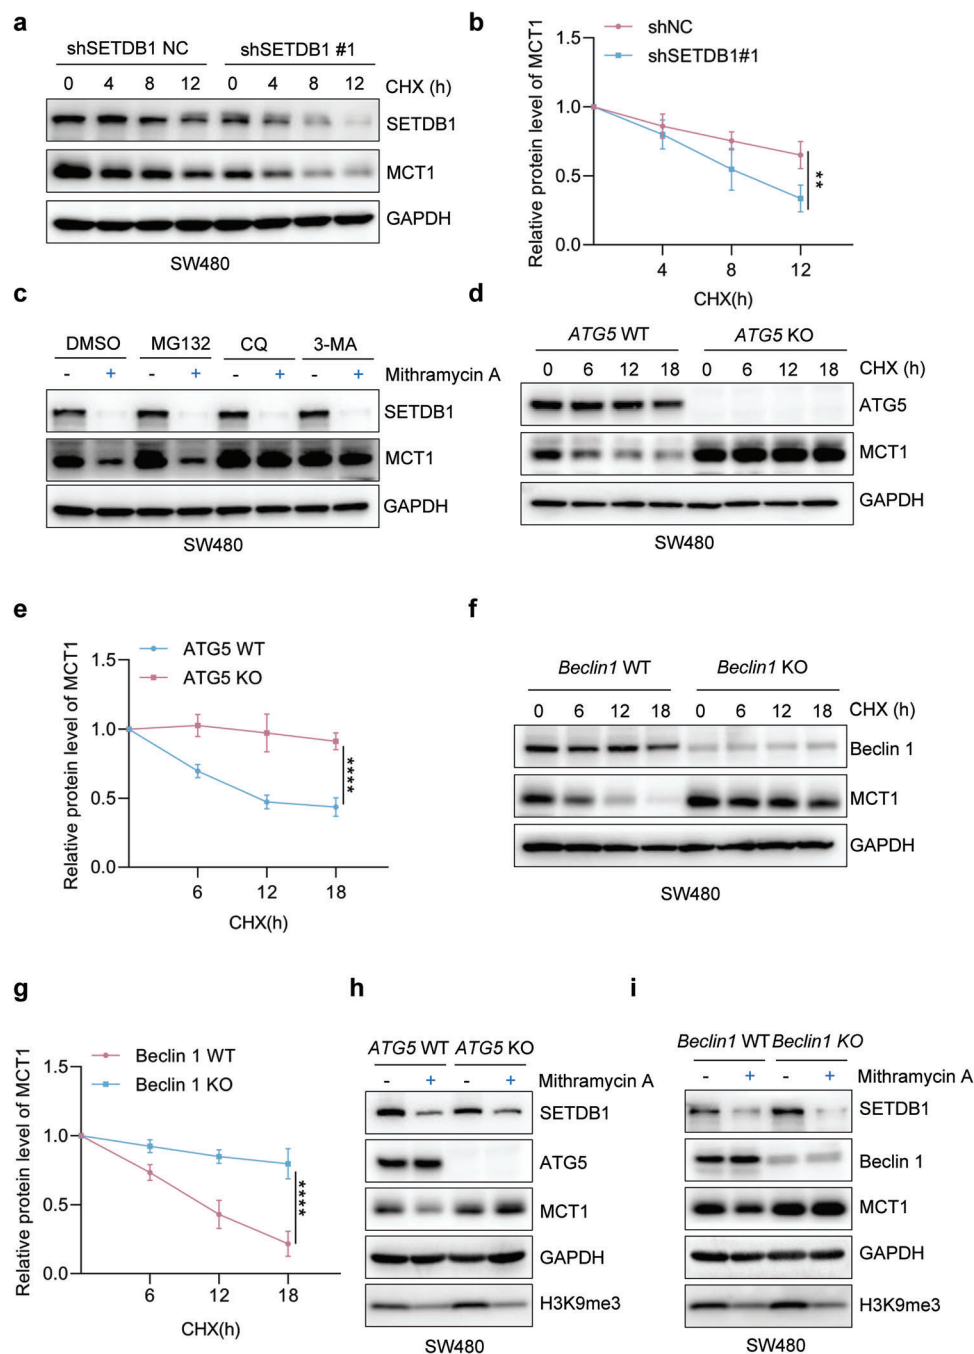 a
shSETDB1 NC shSETDB1 #1
0 4 8 12 0 4 8 12 CHX (h)
SETDB1
MCT1
GAPDH
SW480
b
shNC
shSETDB1#1
Relative protein level of MCT1
1.5
1.0
0.5
0.0
**
4 8 12
CHX(h)
c
DMSO MG132 CQ 3-MA
- + - + - + - + Mithramycin A
SETDB1
MCT1
GAPDH
SW480
d
ATG5 WT ATG5 KO
0 6 12 18 0 6 12 18 CHX (h)
ATG5
MCT1
GAPDH
SW480
e
ATG5 WT
ATG5 KO
Relative protein level of MCT1
1.5
1.0
0.5
0.0
****
6 12 18
CHX(h)
f
Beclin1 WT Beclin1 KO
0 6 12 18 0 6 12 18 CHX (h)
Beclin 1
MCT1
GAPDH
SW480
g
Beclin 1 WT
Beclin 1 KO
Relative protein level of MCT1
1.5
1.0
0.5
0.0
****
6 12 18
CHX(h)
h
ATG5 WT ATG5 KO
- + - + Mithramycin A
SETDB1
ATG5
MCT1
GAPDH
H3K9me3
SW480
i
Beclin1 WT Beclin1 KO
- + - + Mithramycin A
SETDB1
Beclin 1
MCT1
GAPDH
H3K9me3
SW480